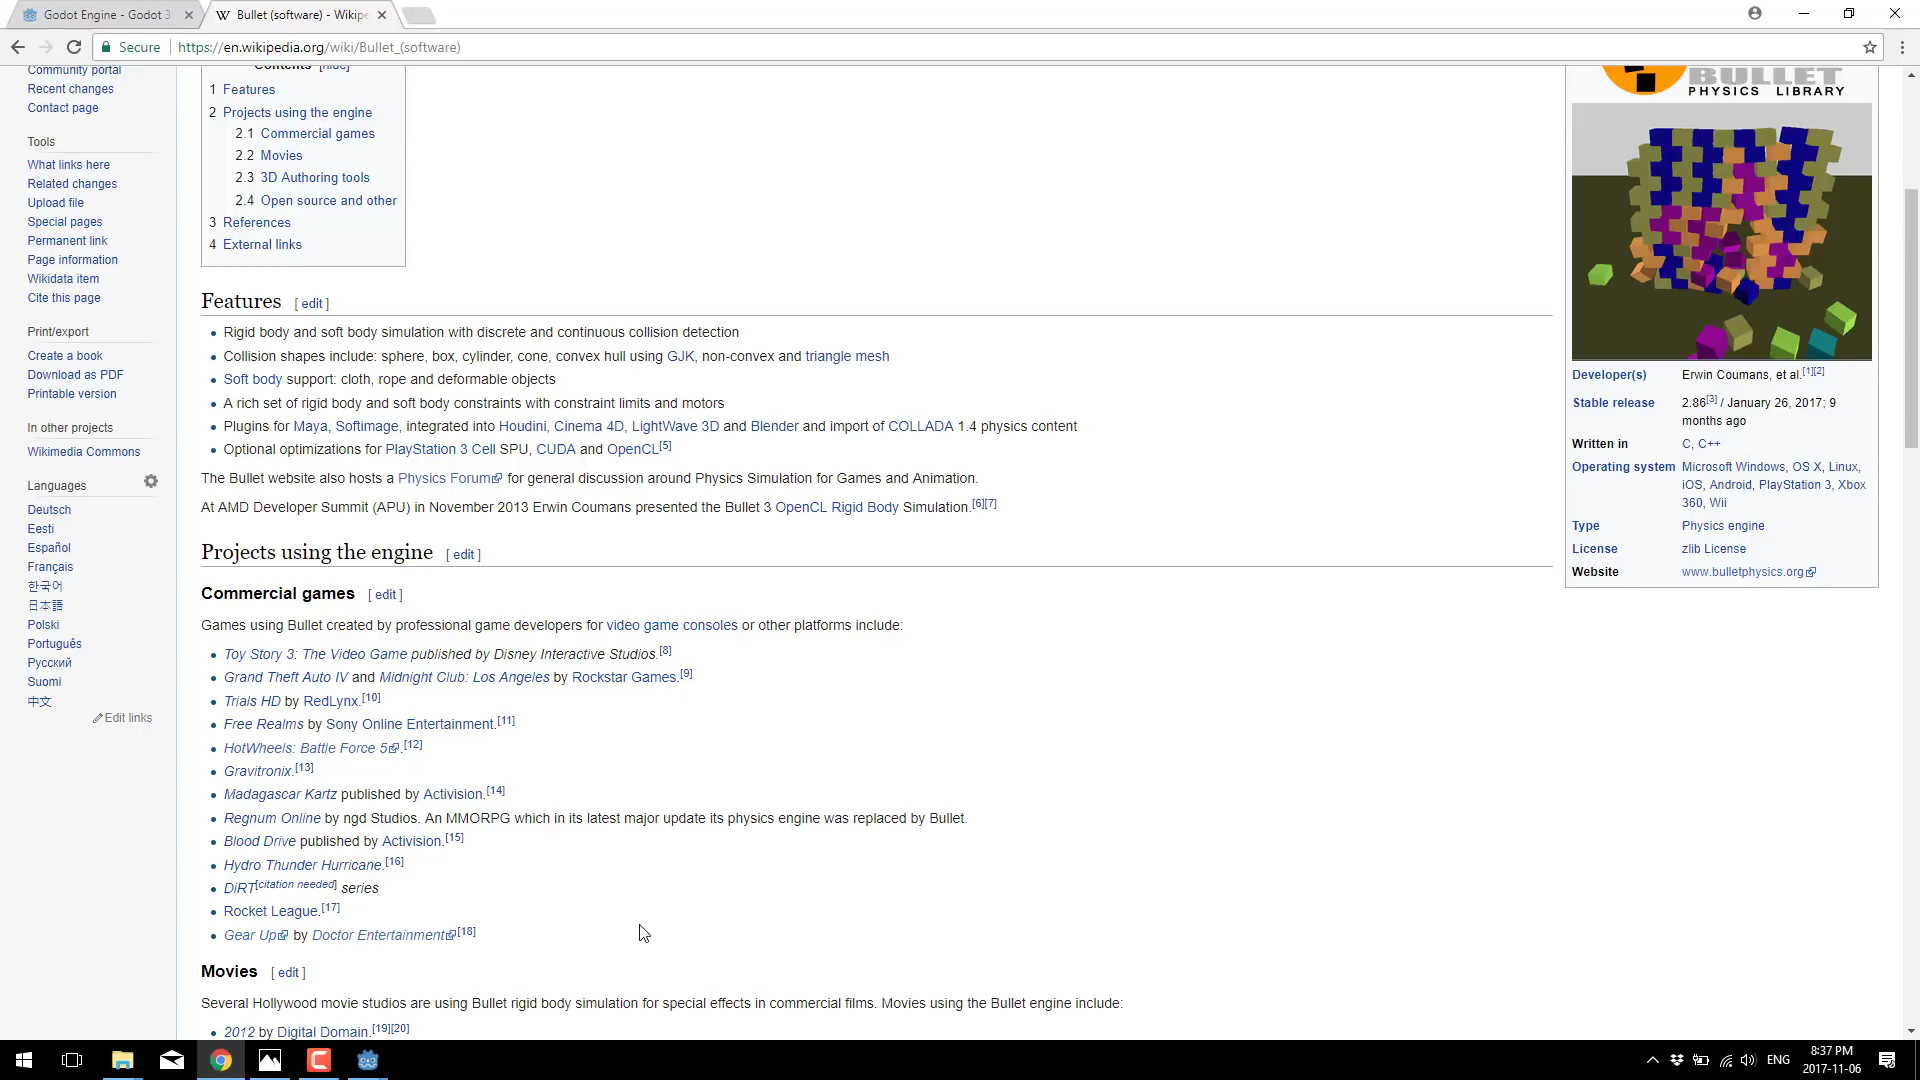 Godot Engine - Godot 3
Bullet (software) - Wikipe
Secure
https://en.wikipedia.org/wiki/Bullet_(software)
Community portal
Recent changes
Contact page
Tools
What links here
Related changes
Upload file
Special pages
Permanent link
Page information
Wikidata item
Cite this page
Print/export
Create a book
Download as PDF
Printable version
In other projects
Wikimedia Commons
Languages
Deutsch
Eesti
Español
Français
한국어
日本語
Polski
Português
Русский
Suomi
中文
Edit links
Contents [hide]
1 Features
2 Projects using the engine
2.1 Commercial games
2.2 Movies
2.3 3D Authoring tools
2.4 Open source and other
3 References
4 External links
Features [ edit ]
Rigid body and soft body simulation with discrete and continuous collision detection
Collision shapes include: sphere, box, cylinder, cone, convex hull using GJK, non-convex and triangle mesh
Soft body support: cloth, rope and deformable objects
A rich set of rigid body and soft body constraints with constraint limits and motors
Plugins for Maya, Softimage, integrated into Houdini, Cinema 4D, LightWave 3D and Blender and import of COLLADA 1.4 physics content
Optional optimizations for PlayStation 3 Cell SPU, CUDA and OpenCL[5]
The Bullet website also hosts a Physics Forum for general discussion around Physics Simulation for Games and Animation.
At AMD Developer Summit (APU) in November 2013 Erwin Coumans presented the Bullet 3 OpenCL Rigid Body Simulation.[6][7]
Projects using the engine [ edit ]
Commercial games [ edit ]
Games using Bullet created by professional game developers for video game consoles or other platforms include:
Toy Story 3: The Video Game published by Disney Interactive Studios.[8]
Grand Theft Auto IV and Midnight Club: Los Angeles by Rockstar Games.[9]
Trials HD by RedLynx.[10]
Free Realms by Sony Online Entertainment.[11]
HotWheels: Battle Force 5.[12]
Gravitronix.[13]
Madagascar Kartz published by Activision.[14]
Regnum Online by ngd Studios. An MMORPG which in its latest major update its physics engine was replaced by Bullet.
Blood Drive published by Activision.[15]
Hydro Thunder Hurricane.[16]
DiRT[citation needed] series
Rocket League.[17]
Gear Up by Doctor Entertainment[18]
Movies [ edit ]
Several Hollywood movie studios are using Bullet rigid body simulation for special effects in commercial films. Movies using the Bullet engine include:
2012 by Digital Domain.[19][20]
BULLET
PHYSICS LIBRARY
Developer(s) Erwin Coumans, et al.[1][2]
Stable release 2.86[3] / January 26, 2017; 9
months ago
Written in C, C++
Operating system Microsoft Windows, OS X, Linux,
iOS, Android, PlayStation 3, Xbox
360, Wii
Type Physics engine
License zlib License
Website www.bulletphysics.org
ENG
8:37 PM
2017-11-06